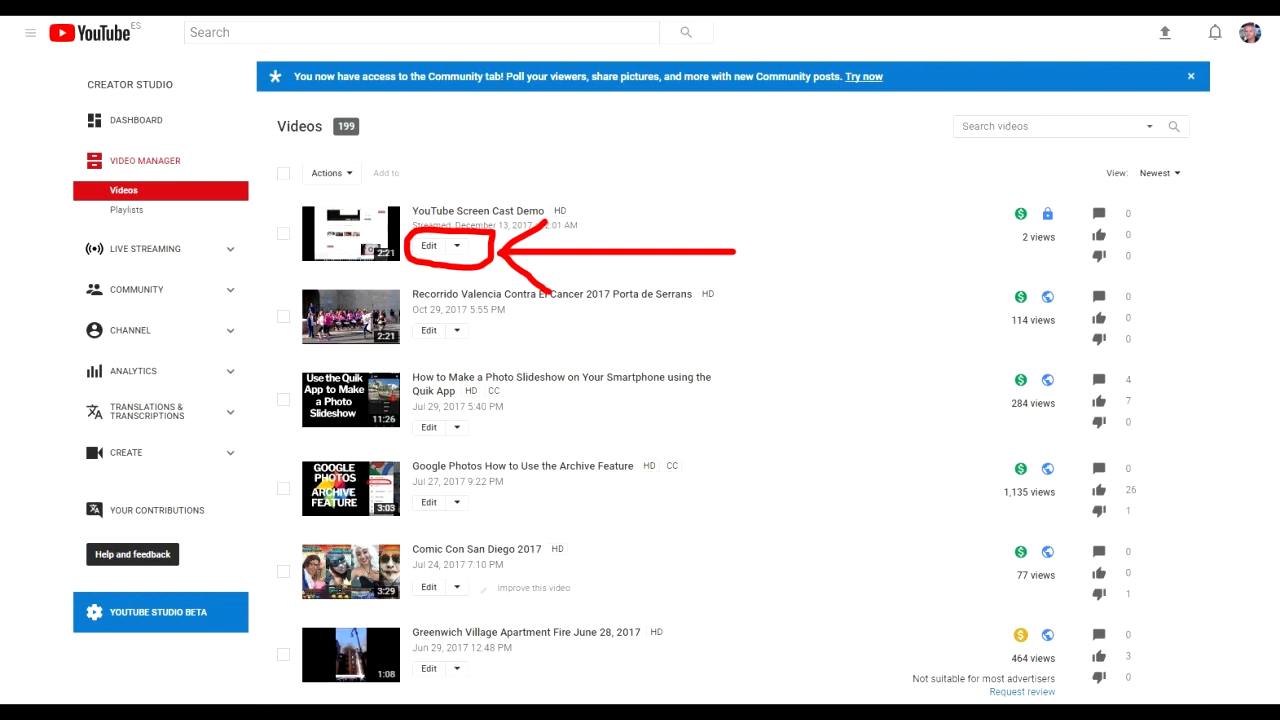 YouTube ES
Search
CREATOR STUDIO
You now have access to the Community tab! Poll your viewers, share pictures, and more with new Community posts. Try now
DASHBOARD
Videos 199
Search videos
VIDEO MANAGER
Actions Add to
View: Newest
Videos
Playlists
YouTube Screen Cast Demo HD
Streamed: December 13, 2017 :01 AM
2:21
Edit
2 views
0
0
0
LIVE STREAMING
COMMUNITY
Recorrido Valencia Contra El Cancer 2017 Porta de Serrans HD
Oct 29, 2017 5:55 PM
2:21
Edit
114 views
0
0
0
CHANNEL
ANALYTICS
Use the Quik
App to Make
a Photo
Slideshow
11:26
How to Make a Photo Slideshow on Your Smartphone using the
Quik App HD CC
Jul 29, 2017 5:40 PM
Edit
284 views
4
7
0
TRANSLATIONS &
TRANSCRIPTIONS
CREATE
GOOGLE
PHOTOS
ARCHIVE
FEATURE
3:03
Google Photos How to Use the Archive Feature HD CC
Jul 27, 2017 9:22 PM
Edit
1,135 views
0
26
1
YOUR CONTRIBUTIONS
Help and feedback
Comic Con San Diego 2017 HD
Jul 24, 2017 7:10 PM
3:29
Edit Improve this video
77 views
0
0
1
YOUTUBE STUDIO BETA
Greenwich Village Apartment Fire June 28, 2017 HD
Jun 29, 2017 12:48 PM
1:08
Edit
464 views
Not suitable for most advertisers
Request review
0
3
0